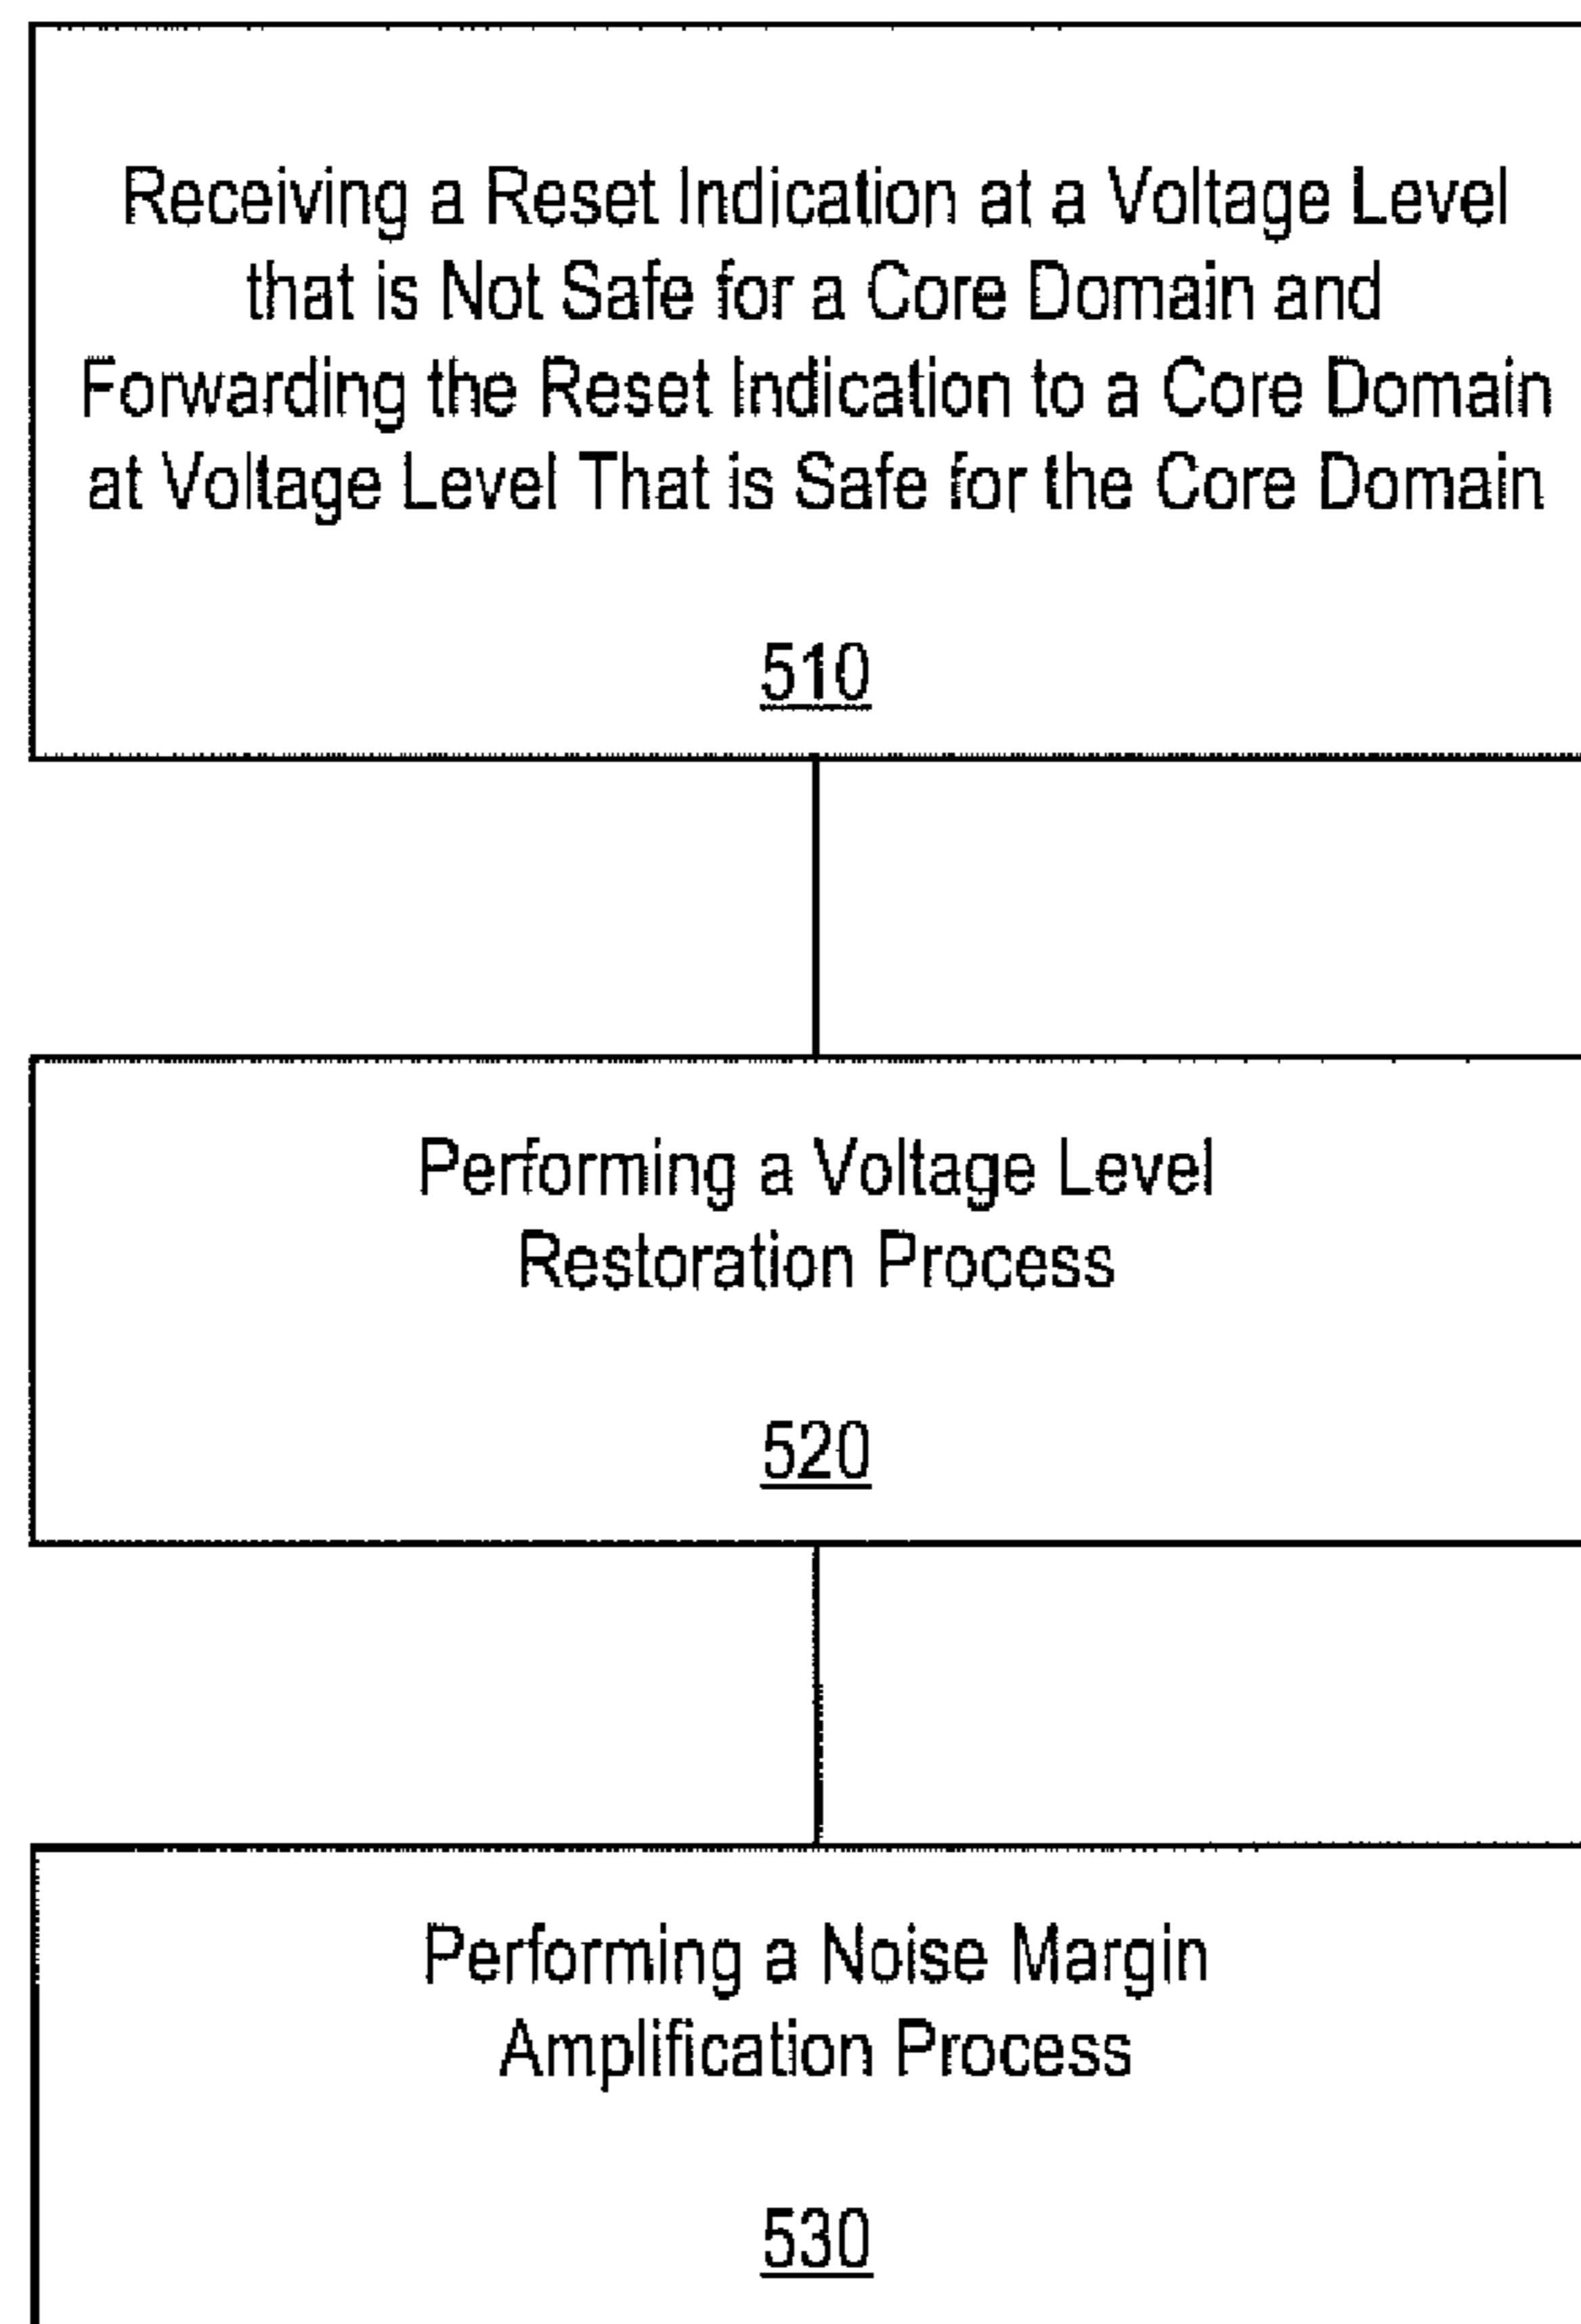 Receiving a Reset Indication at a Voltage Level
that is Not Safe for a Core Domain and
Forwarding the Reset Indication to a Core Domain
at Voltage Level That is Safe for the Core Domain
510
Performing a Voltage Level
Restoration Process
520
Performing a Noise Margin
Amplification Process
530